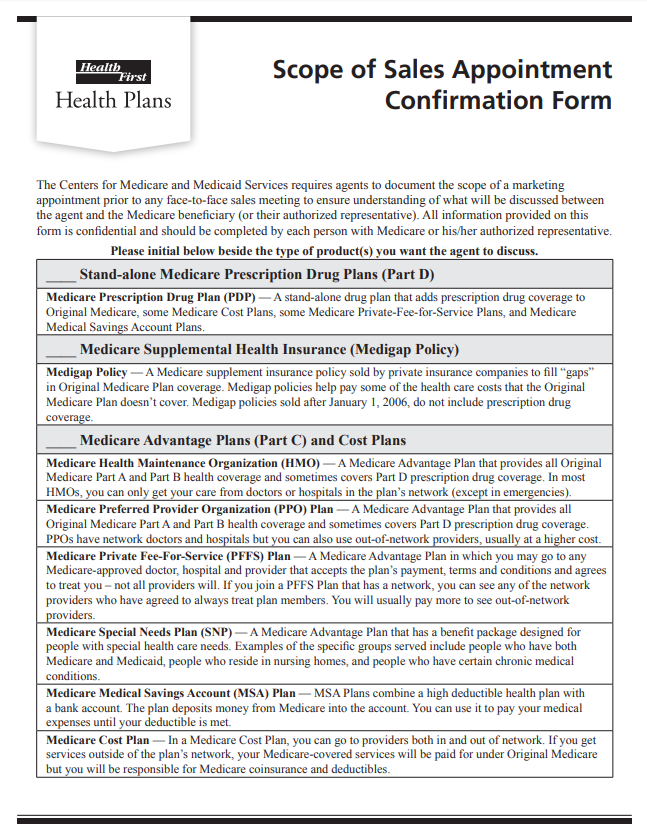 Health
First
Health Plans
Scope of Sales Appointment
Confirmation Form
The Centers for Medicare and Medicaid Services requires agents to document the scope of a marketing
appointment prior to any face-to-face sales meeting to ensure understanding of what will be discussed between
the agent and the Medicare beneficiary (or their authorized representative). All information provided on this
form is confidential and should be completed by each person with Medicare or his/her authorized representative.
Please initial below beside the type of product(s) you want the agent to discuss.
____ Stand-alone Medicare Prescription Drug Plans (Part D)
Medicare Prescription Drug Plan (PDP) — A stand-alone drug plan that adds prescription drug coverage to
Original Medicare, some Medicare Cost Plans, some Medicare Private-Fee-for-Service Plans, and Medicare
Medical Savings Account Plans.
____ Medicare Supplemental Health Insurance (Medigap Policy)
Medigap Policy — A Medicare supplement insurance policy sold by private insurance companies to fill “gaps”
in Original Medicare Plan coverage. Medigap policies help pay some of the health care costs that the Original
Medicare Plan doesn’t cover. Medigap policies sold after January 1, 2006, do not include prescription drug
coverage.
____ Medicare Advantage Plans (Part C) and Cost Plans
Medicare Health Maintenance Organization (HMO) — A Medicare Advantage Plan that provides all Original
Medicare Part A and Part B health coverage and sometimes covers Part D prescription drug coverage. In most
HMOs, you can only get your care from doctors or hospitals in the plan’s network (except in emergencies).
Medicare Preferred Provider Organization (PPO) Plan — A Medicare Advantage Plan that provides all
Original Medicare Part A and Part B health coverage and sometimes covers Part D prescription drug coverage.
PPOs have network doctors and hospitals but you can also use out-of-network providers, usually at a higher cost.
Medicare Private Fee-For-Service (PFFS) Plan — A Medicare Advantage Plan in which you may go to any
Medicare-approved doctor, hospital and provider that accepts the plan’s payment, terms and conditions and agrees
to treat you – not all providers will. If you join a PFFS Plan that has a network, you can see any of the network
providers who have agreed to always treat plan members. You will usually pay more to see out-of-network
providers.
Medicare Special Needs Plan (SNP) — A Medicare Advantage Plan that has a benefit package designed for
people with special health care needs. Examples of the specific groups served include people who have both
Medicare and Medicaid, people who reside in nursing homes, and people who have certain chronic medical
conditions.
Medicare Medical Savings Account (MSA) Plan — MSA Plans combine a high deductible health plan with
a bank account. The plan deposits money from Medicare into the account. You can use it to pay your medical
expenses until your deductible is met.
Medicare Cost Plan — In a Medicare Cost Plan, you can go to providers both in and out of network. If you get
services outside of the plan’s network, your Medicare-covered services will be paid for under Original Medicare
but you will be responsible for Medicare coinsurance and deductibles.